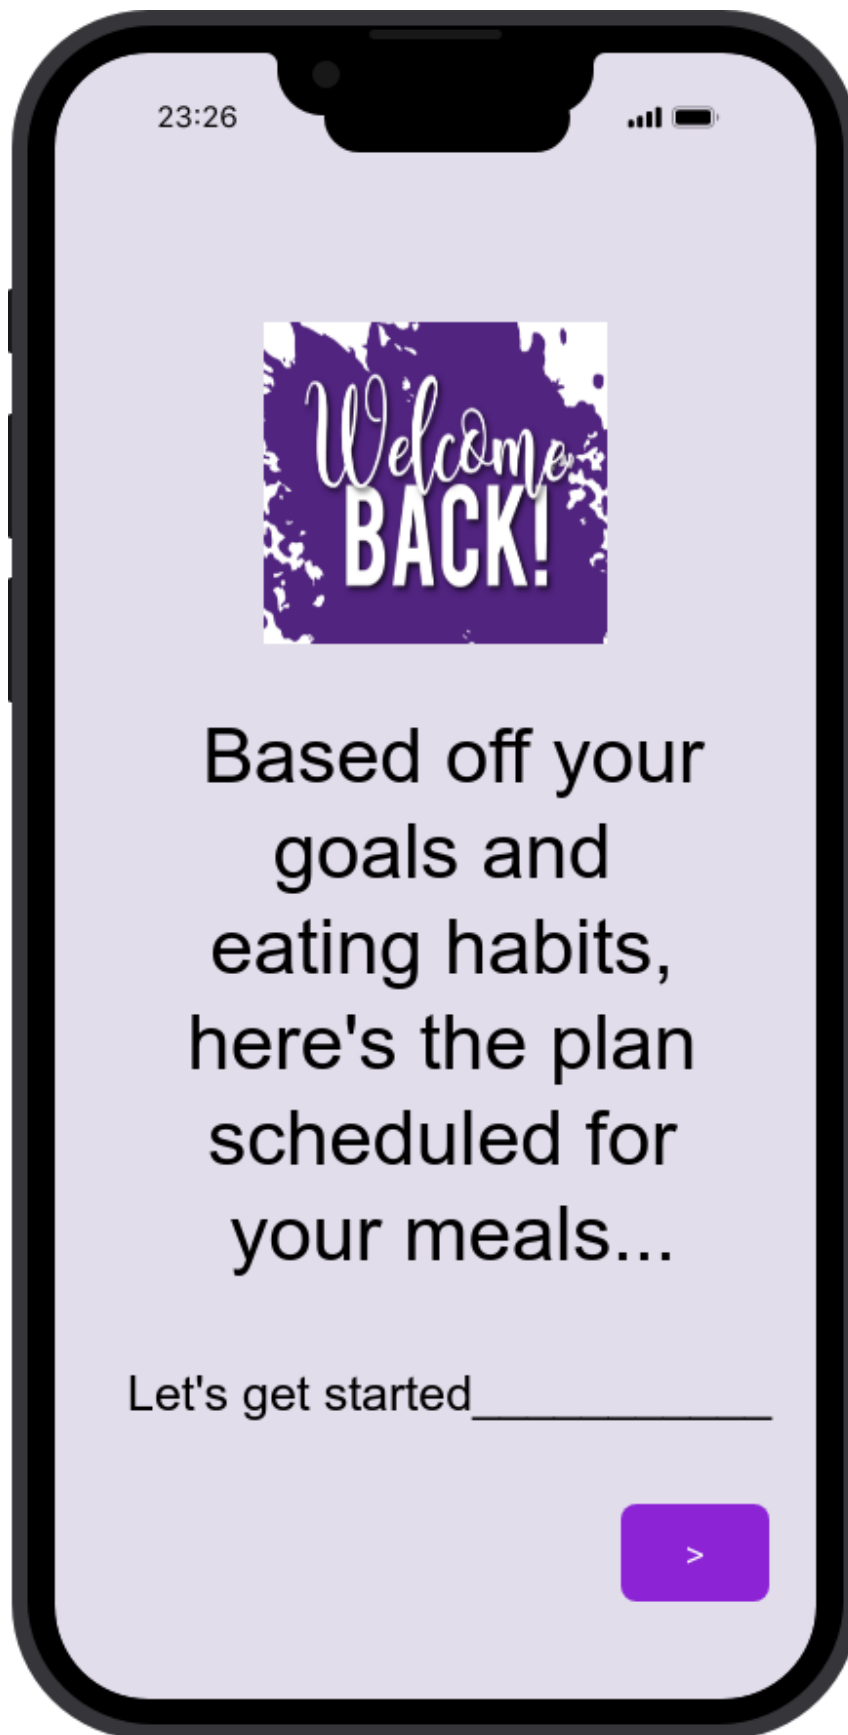 23:26
Welcome
BACK!
Based off your
goals and
eating habits,
here's the plan
scheduled for
your meals...
Let's get started____________
>